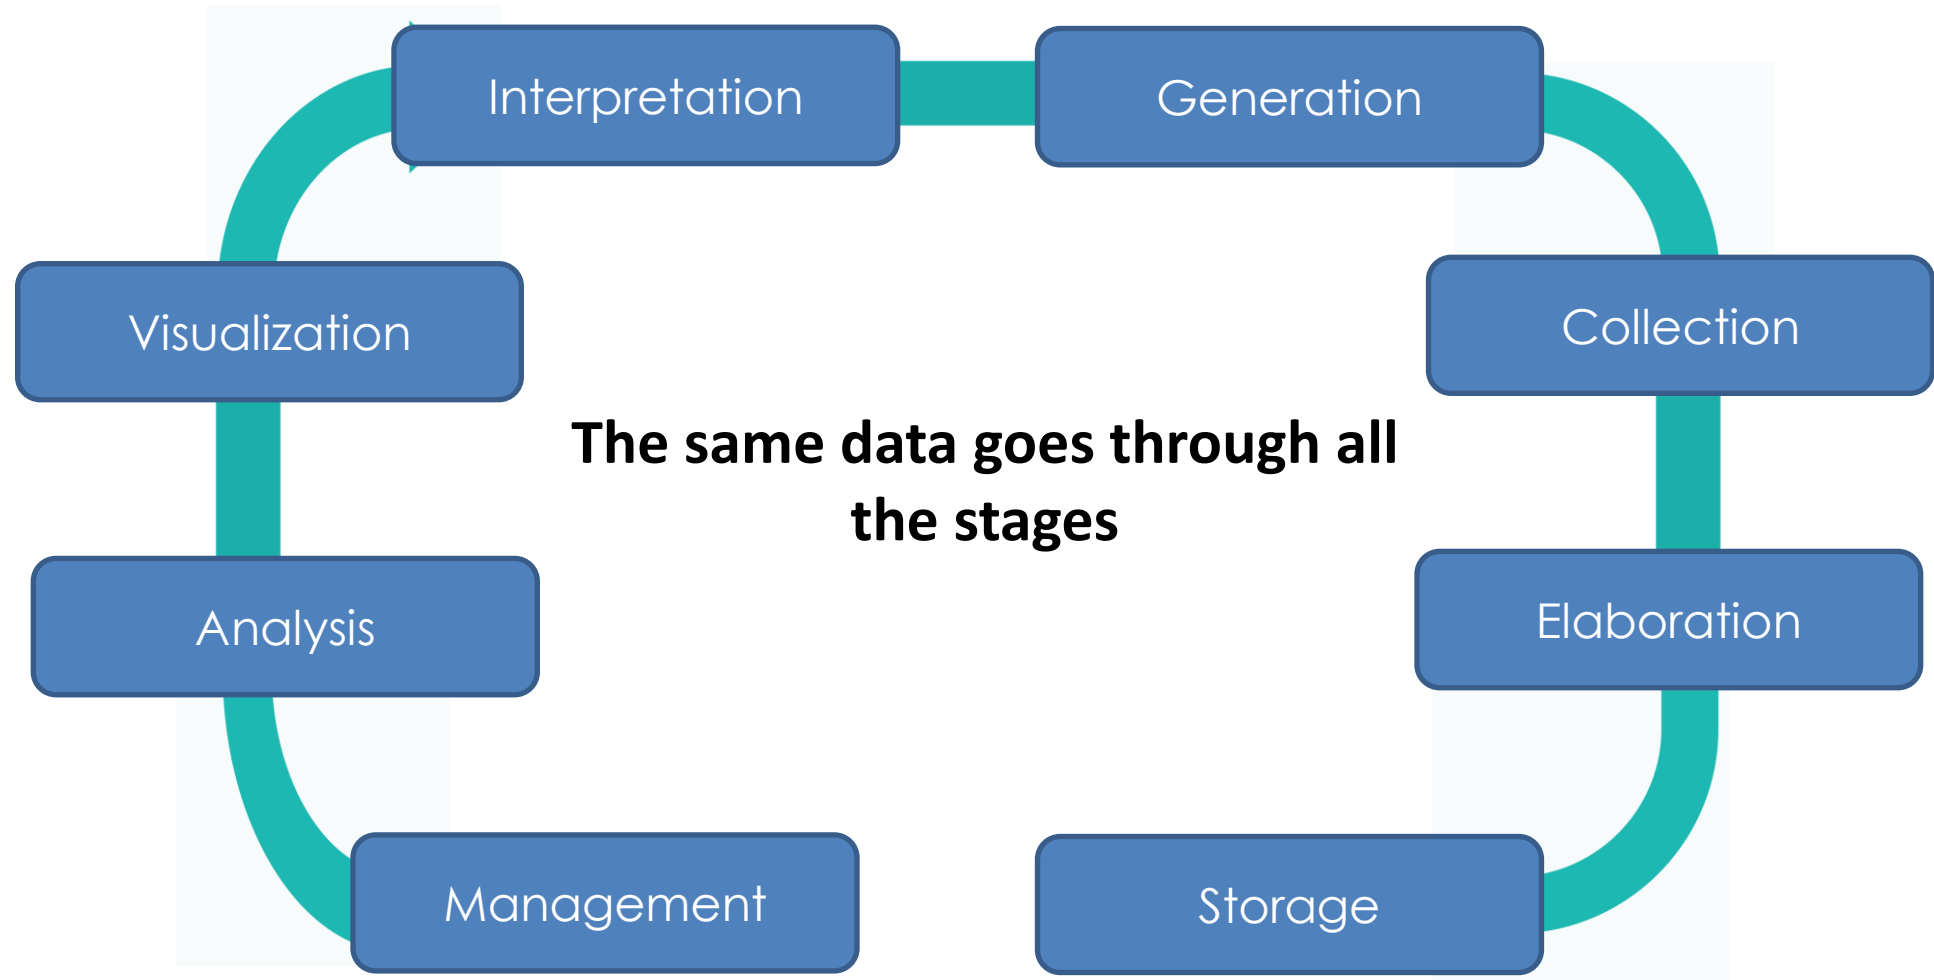 Interpretation
Generation
Visualization
Collection
The same data goes through all
the stages
Analysis
Elaboration
Management
Storage